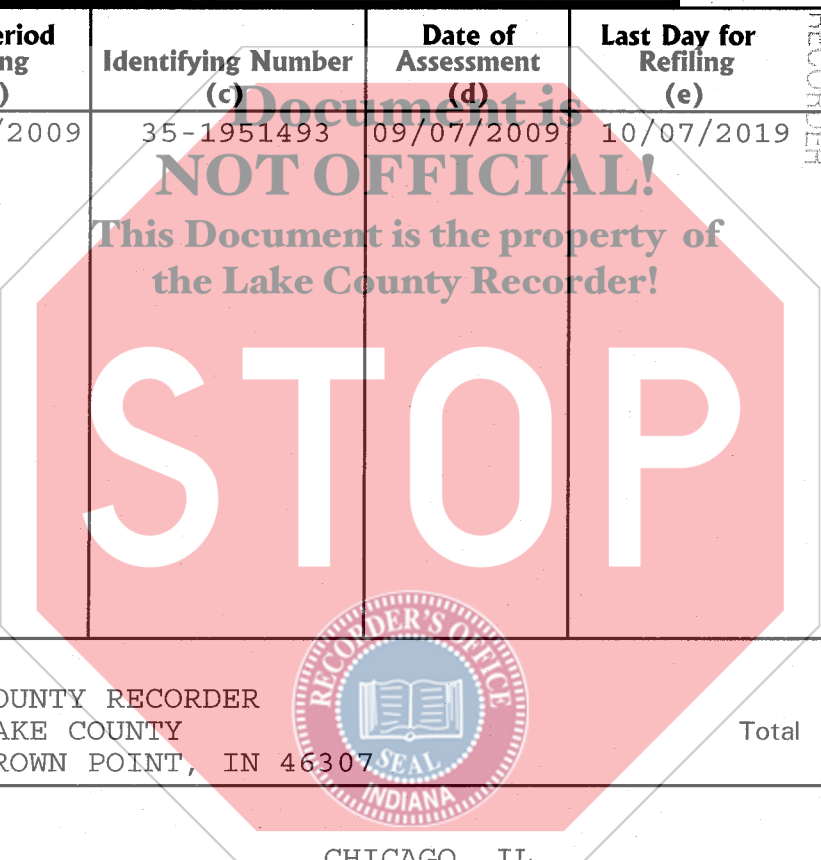 eriod
ng
)
Identifying Number
(c)
Date of
Assessment
(d)
Last Day for
Refiling
(e)
RECORDER
/2009 35-1951493 09/07/2009 10/07/2019
Document is
NOT OFFICIAL!
This Document is the property of
the Lake County Recorder!
STOP
OUNTY RECORDER
AKE COUNTY
ROWN POINT, IN 46307
Total
RECORDER'S OFFICE
SEAL
INDIANA
CHICAGO, IL